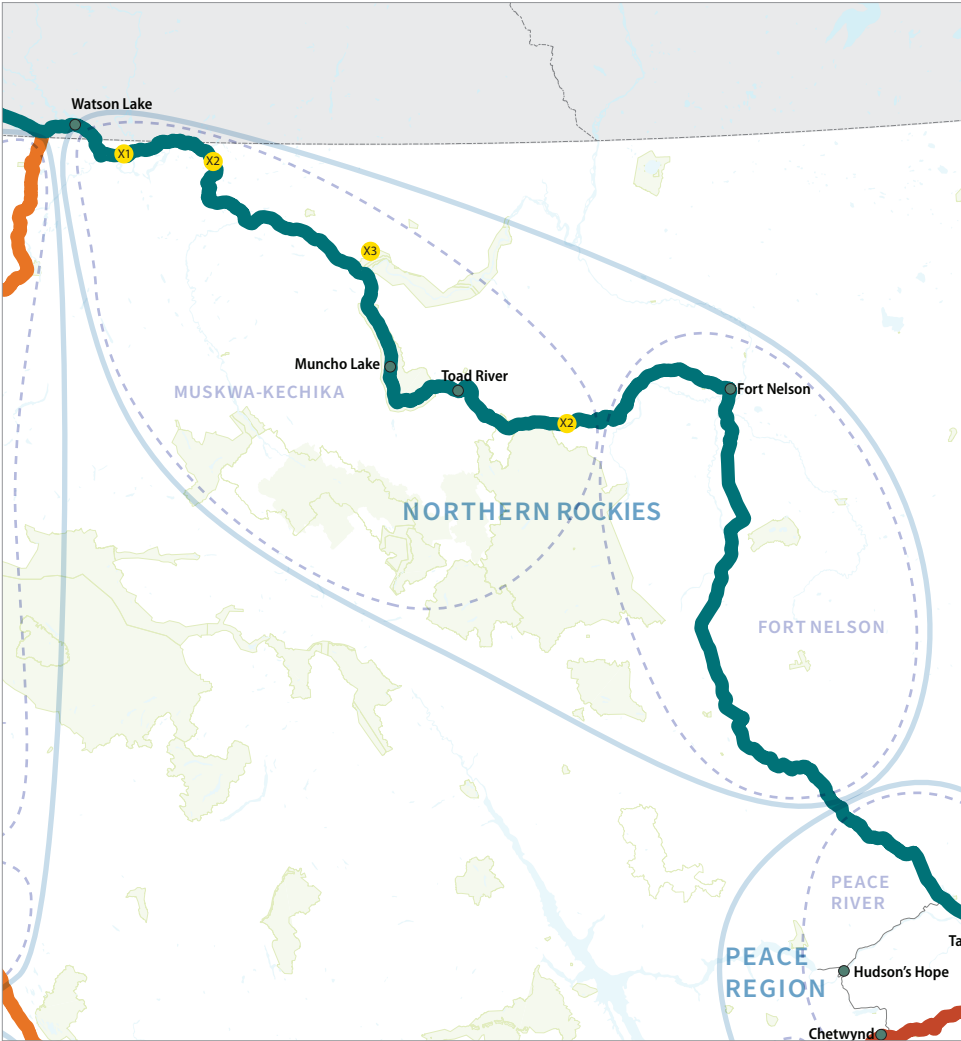 Watson Lake
X1
X2
X3
Muncho Lake
Toad River
MUSKWA-KECHIKA
Fort Nelson
X2
NORTHERN ROCKIES
FORT NELSON
PEACE
RIVER
Ta
PEACE
REGION
Hudson's Hope
Chetwynd